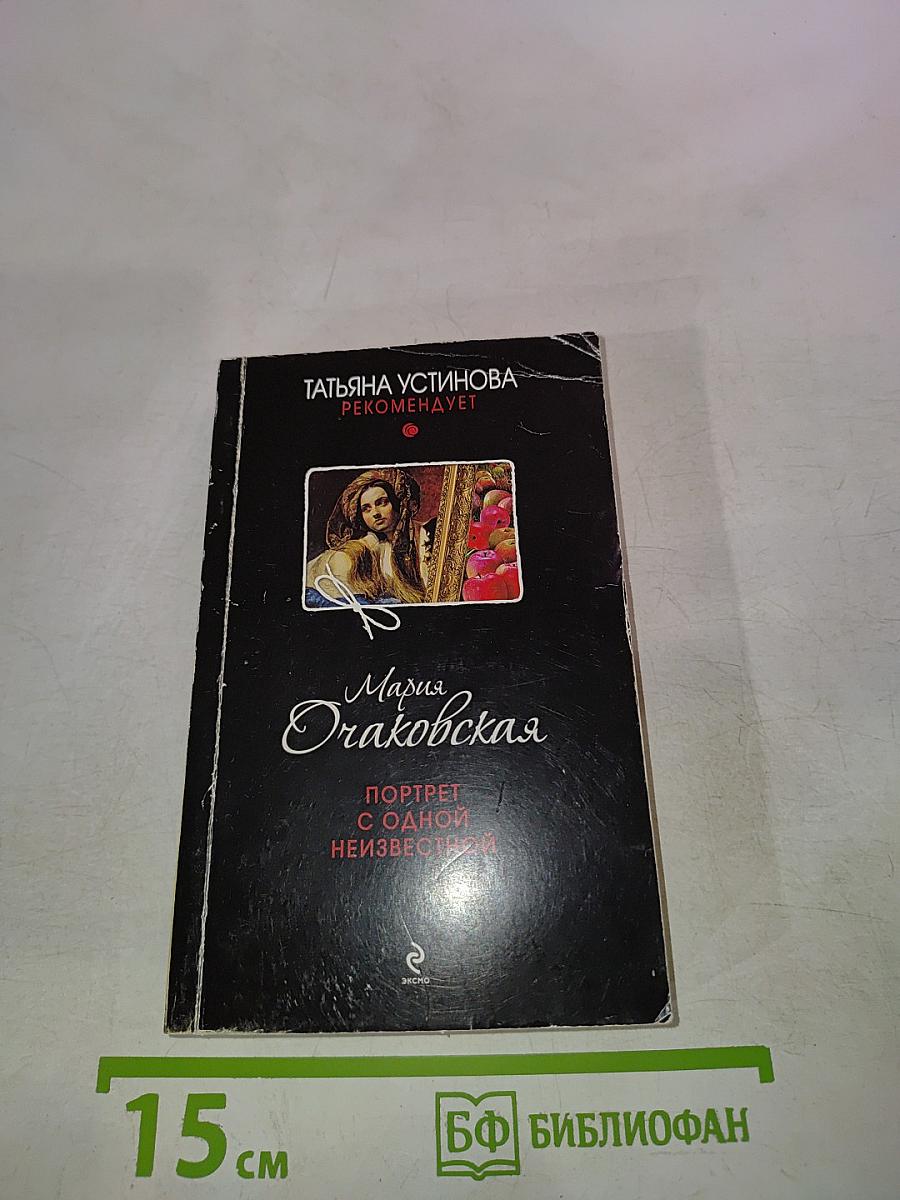 ТАТЬЯНА УСТИНОВА
РЕКОМЕНДУЕТ
Мария
Очаковская
ПОРТРЕТ
С ОДНОЙ
НЕИЗВЕСТНОЙ
ЭКСМО
15 см
БФ БИБЛИОФАН